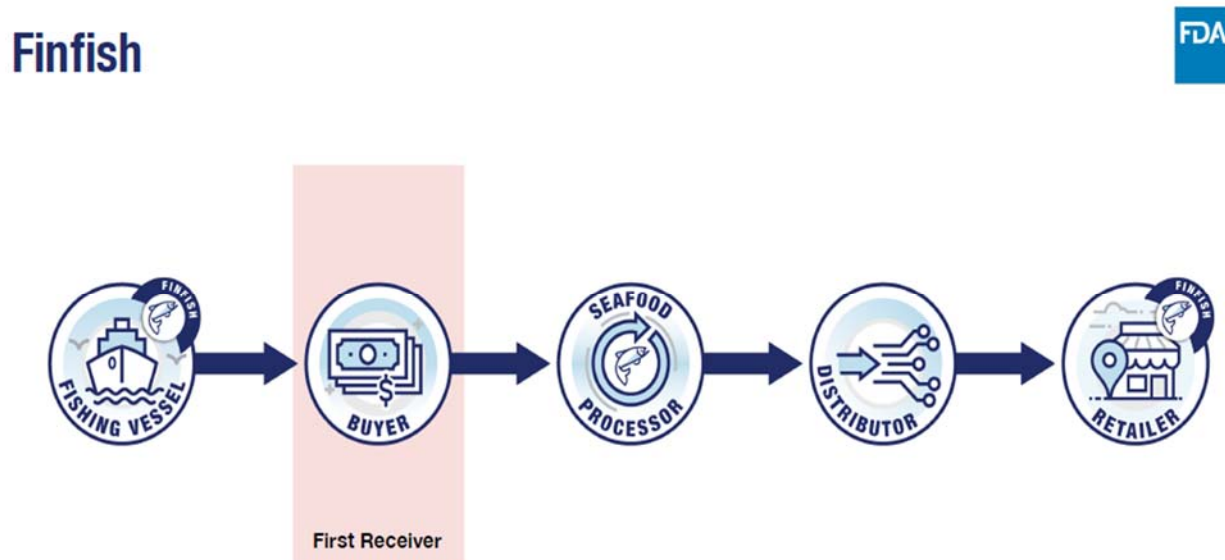 Finfish
FDA
FINFISH
FISHING VESSEL
$
BUYER
SEAFOOD
PROCESSOR
DISTRIBUTOR
FINFISH
RETAILER
First Receiver